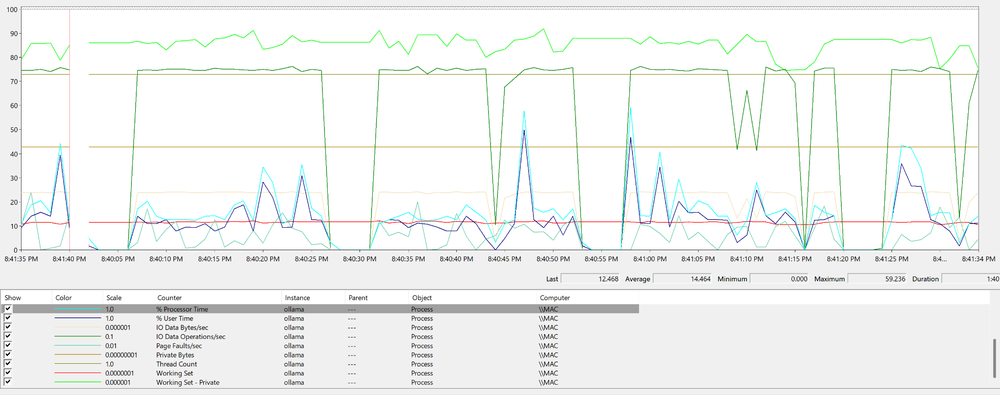 100
90
80
70
60
50
40
30
20
10
0
8:41:35 PM 8:41:40 PM 8:40:05 PM 8:40:10 PM 8:40:15 PM 8:40:20 PM 8:40:25 PM 8:40:30 PM 8:40:35 PM 8:40:40 PM 8:40:45 PM 8:40:50 PM 8:40:55 PM 8:41:00 PM 8:41:05 PM 8:41:10 PM 8:41:15 PM 8:41:20 PM 8:41:25 PM 8:4... 8:41:34 PM
Last 12.468 Average 14.464 Minimum 0.000 Maximum 59.236 Duration 1:40
Show Color Scale Counter Instance Parent Object Computer
1.0 % Processor Time ollama --- Process \\MAC
1.0 % User Time ollama --- Process \\MAC
0.000001 IO Data Bytes/sec ollama --- Process \\MAC
0.1 IO Data Operations/sec ollama --- Process \\MAC
0.01 Page Faults/sec ollama --- Process \\MAC
0.00000001 Private Bytes ollama --- Process \\MAC
1.0 Thread Count ollama --- Process \\MAC
0.0000001 Working Set ollama --- Process \\MAC
0.000001 Working Set - Private ollama --- Process \\MAC